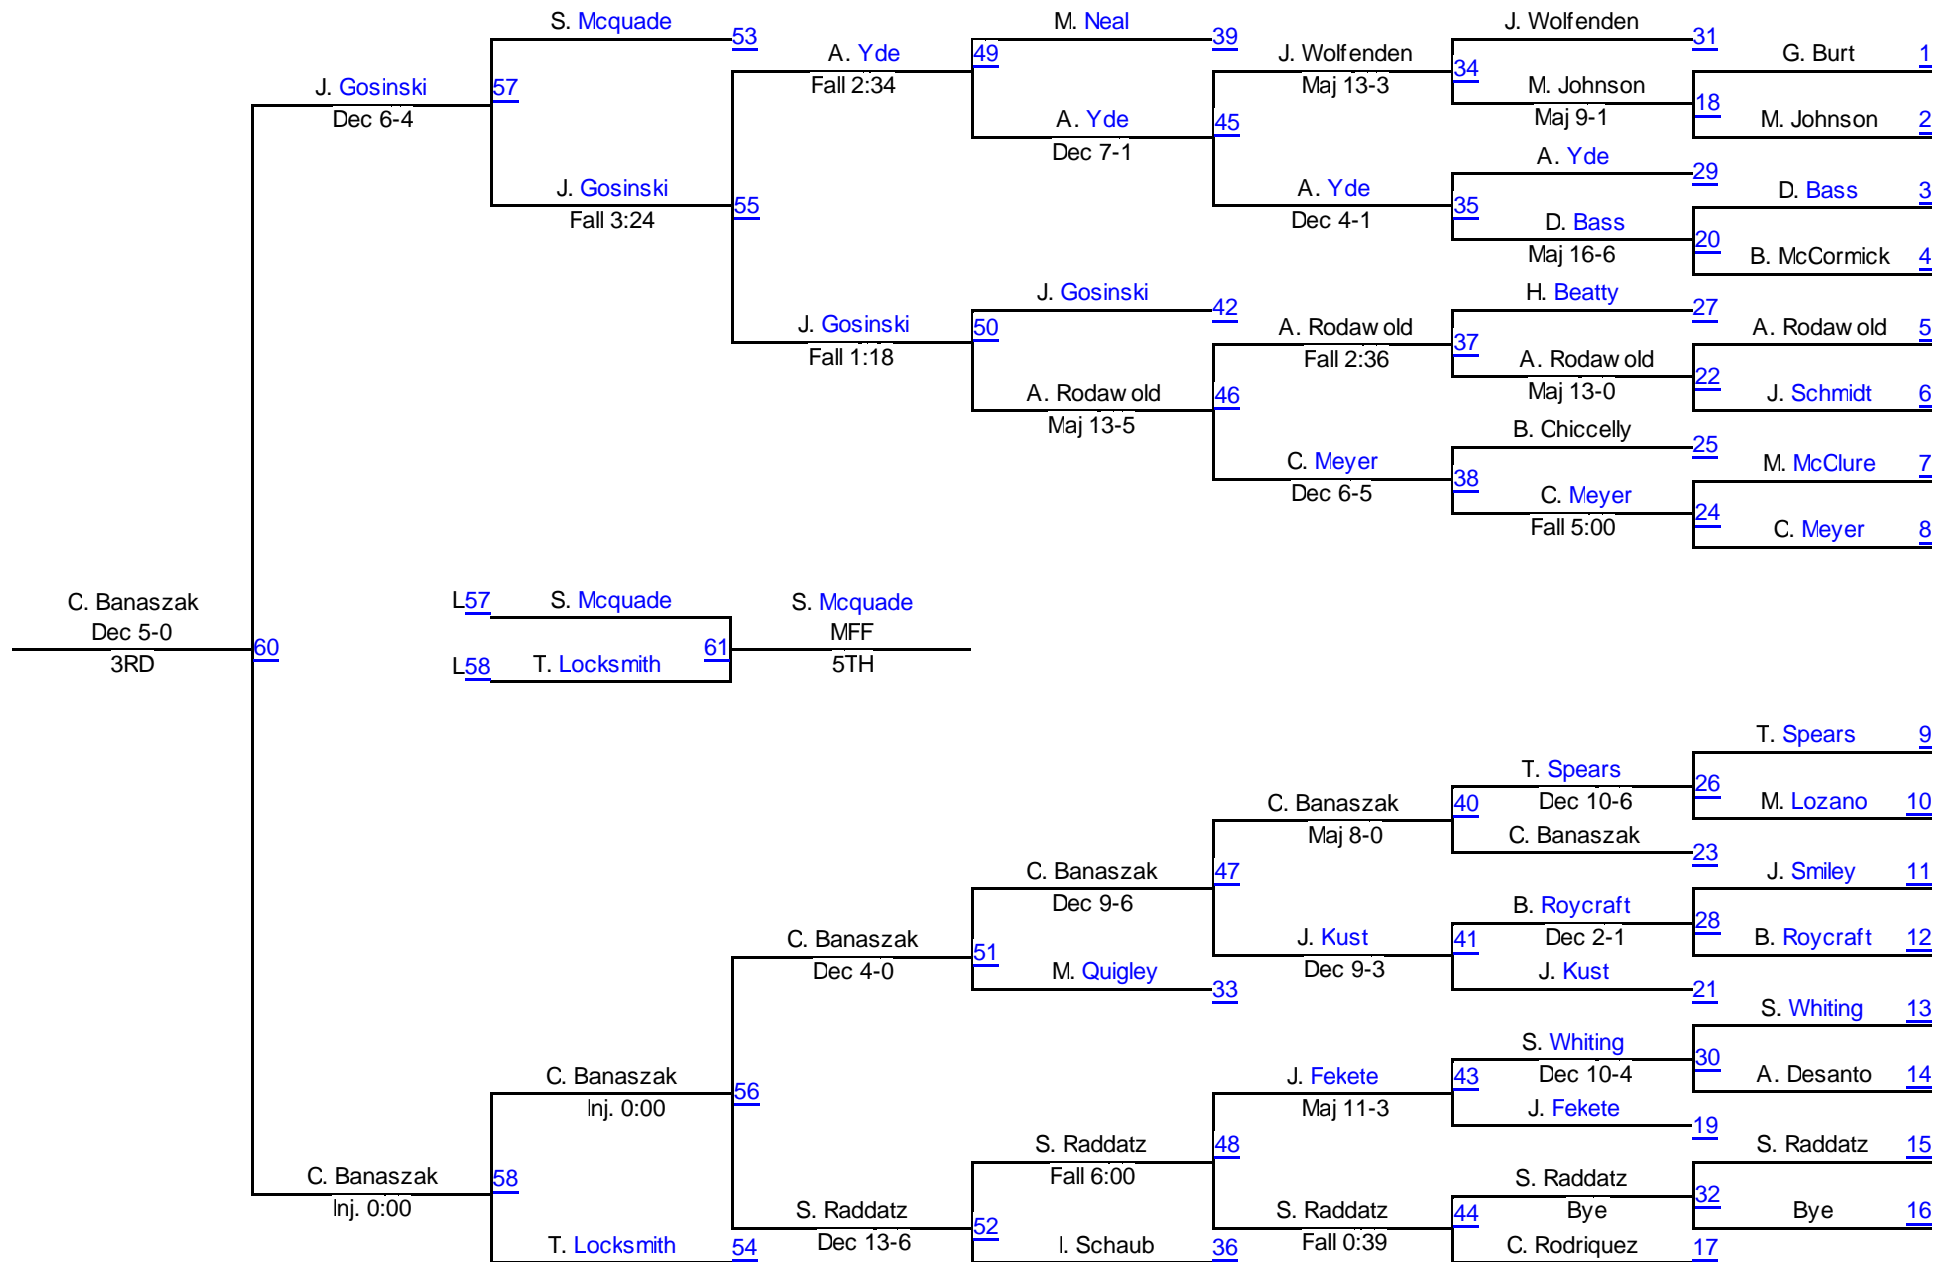 S. Mcquade
53
M. Neal
39
J. Wolfenden
31
A. Yde
49
J. Wolfenden
34
G. Burt
1
Fall 2:34
Maj 13-3
J. Gosinski
57
M. Johnson
18
Dec 6-4
Maj 9-1
M. Johnson
2
A. Yde
45
Dec 7-1
A. Yde
29
J. Gosinski
55
A. Yde
35
D. Bass
3
Fall 3:24
Dec 4-1
D. Bass
20
Maj 16-6
B. McCormick
4
J. Gosinski
42
H. Beatty
27
J. Gosinski
50
A. Rodawold
37
A. Rodawold
5
Fall 1:18
Fall 2:36
A. Rodawold
22
A. Rodawold
46
Maj 13-0
J. Schmidt
6
Maj 13-5
B. Chiccelly
25
C. Meyer
38
M. McClure
7
Dec 6-5
C. Meyer
24
Fall 5:00
C. Meyer
8
C. Banaszak
Dec 5-0
60
3RD
L57
S. Mcquade
S. Mcquade
MFF
L58
T. Locksmith
61
5TH
T. Spears
9
T. Spears
26
C. Banaszak
40
Dec 10-6
M. Lozano
10
Maj 8-0
C. Banaszak
23
C. Banaszak
47
J. Smiley
11
Dec 9-6
B. Roycraft
28
C. Banaszak
51
J. Kust
41
Dec 2-1
B. Roycraft
12
Dec 4-0
M. Quigley
33
Dec 9-3
J. Kust
21
S. Whiting
13
S. Whiting
30
C. Banaszak
56
J. Fekete
43
Dec 10-4
A. Desanto
14
Inj. 0:00
Maj 11-3
J. Fekete
19
S. Raddatz
48
S. Raddatz
15
Fall 6:00
C. Banaszak
58
S. Raddatz
32
Inj. 0:00
S. Raddatz
52
S. Raddatz
44
Bye
Bye
16
Dec 13-6
Fall 0:39
T. Locksmith
54
I. Schaub
36
C. Rodriquez
17